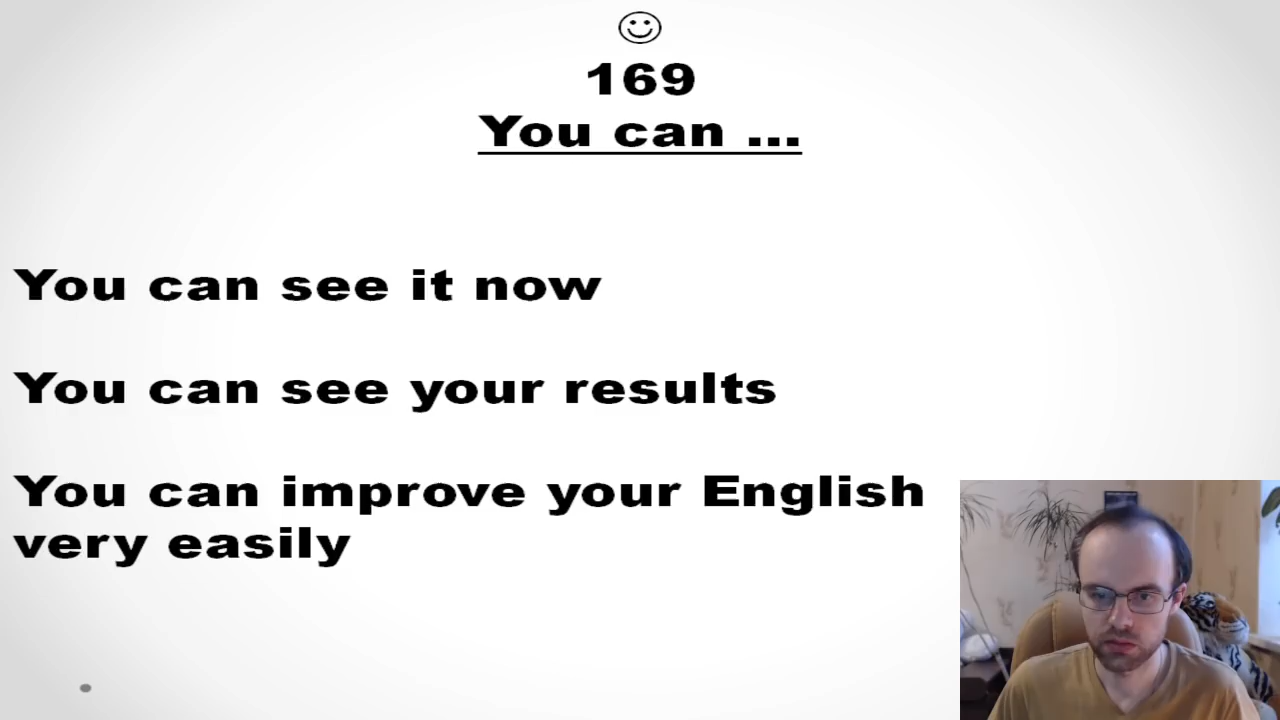 169
You can ...
You can see it now
You can see your results
You can improve your English
very easily